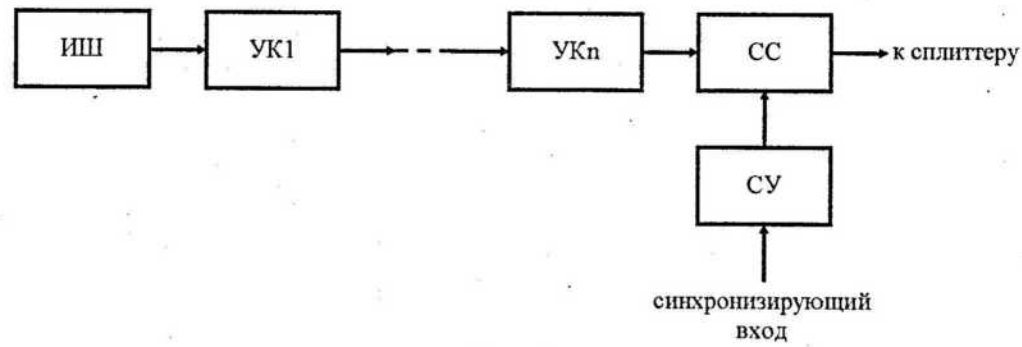 ИШ
УК1
УКn
СС
к сплиттеру
СУ
синхронизирующий
вход